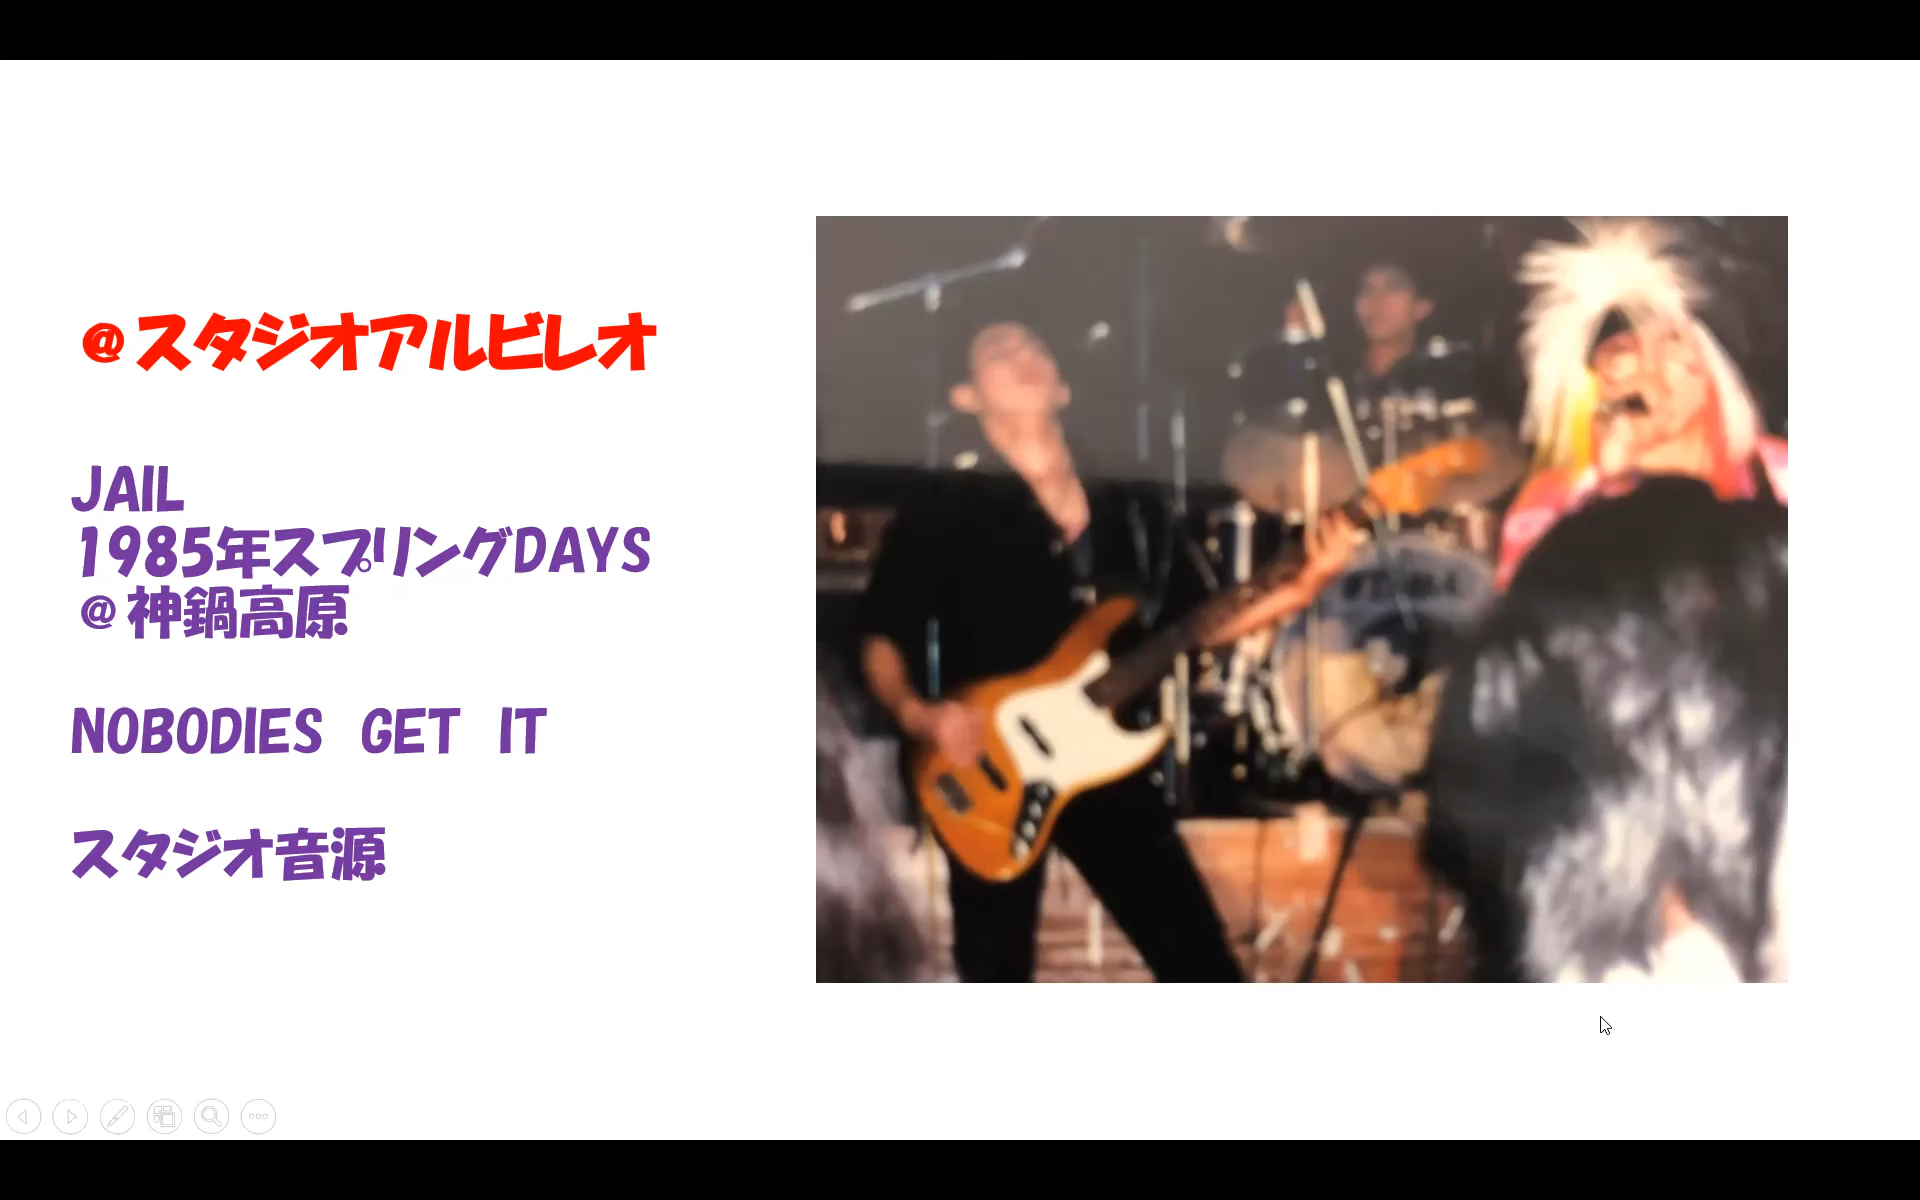 @スタジオアルビレオ
JAIL
1985年スプリングDAYS
@神鍋高原
NOBODIES GET IT
スタジオ音源